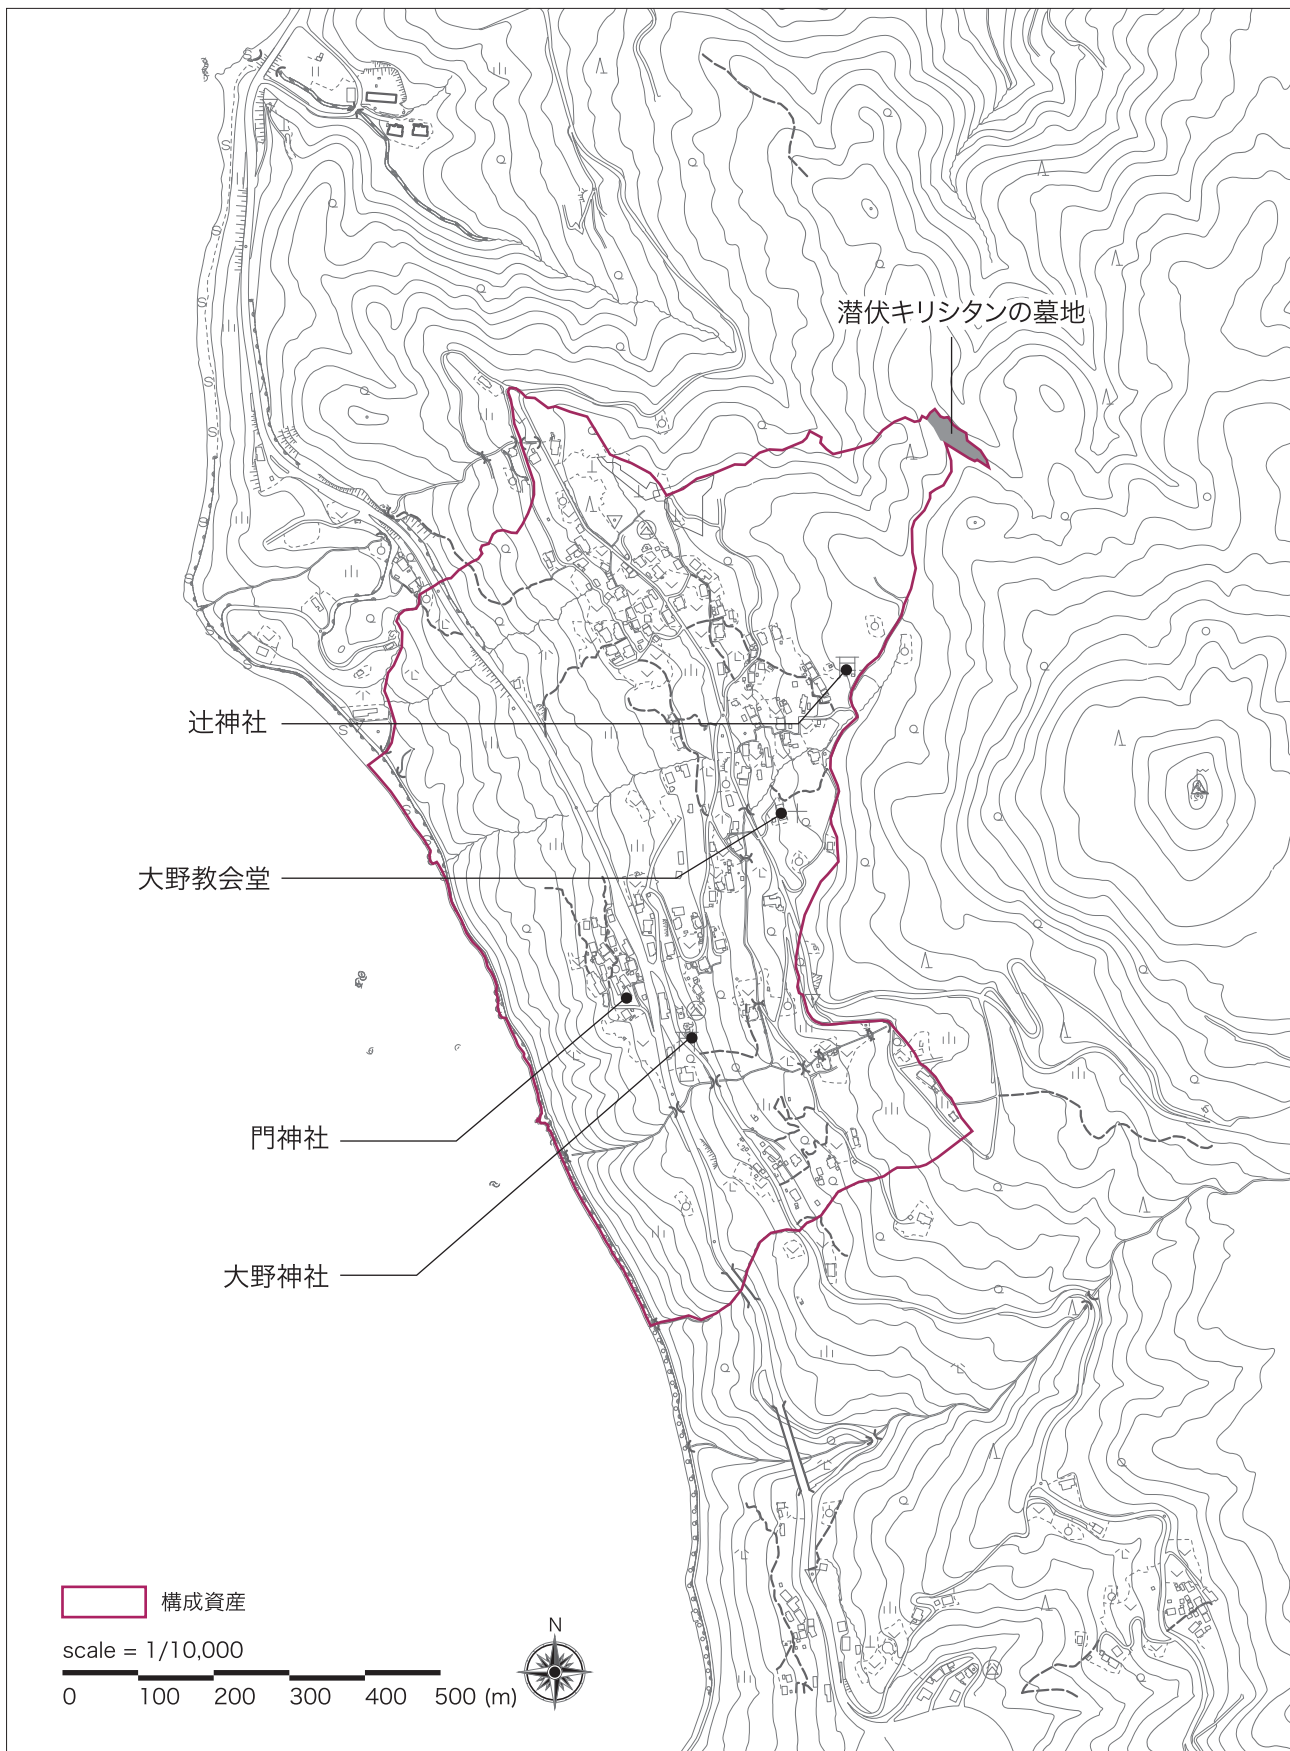 潜伏キリシタンの墓地
辻神社
大野教会堂
門神社
大野神社
構成資産
scale = 1/10,000
0 100 200 300 400 500 (m)
N